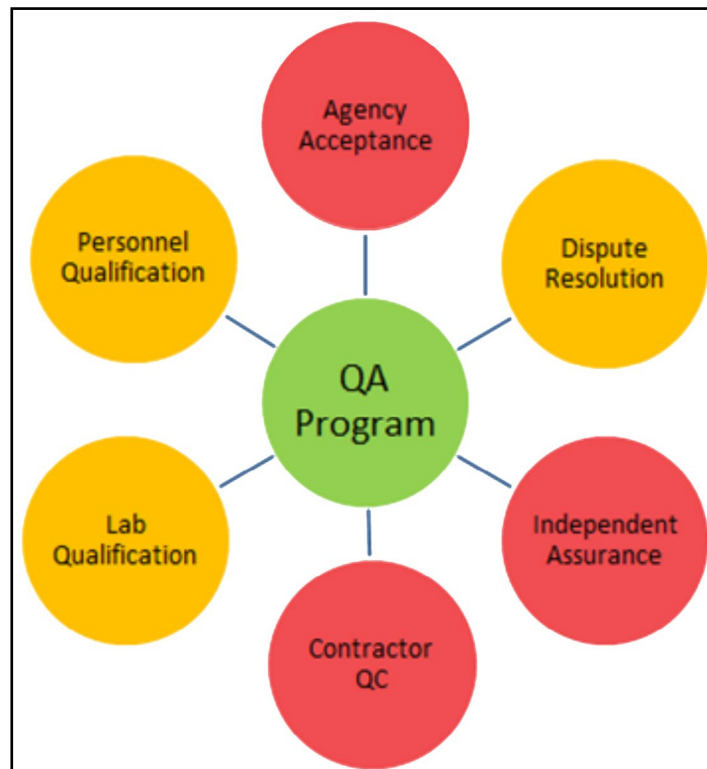 Agency
Acceptance
Personnel
Qualification
Dispute
Resolution
QA
Program
Lab
Qualification
Independent
Assurance
Contractor
QC